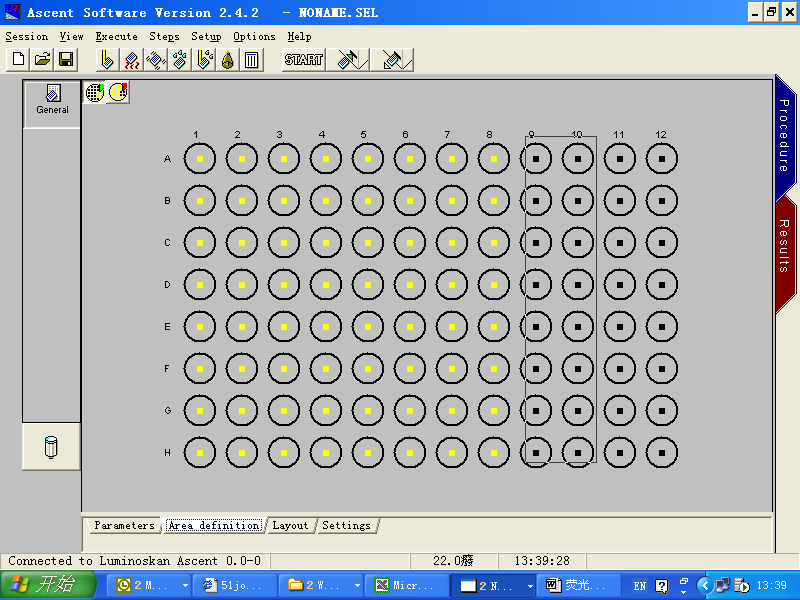 Ascent Software Version 2.4.2 - NONAME.SEL
Session View Execute Steps Setup Options Help
START
General
Procedure
Results
1 2 3 4 5 6 7 8 9 10 11 12
A
B
C
D
E
F
G
H
Parameters Area definition Layout Settings
Connected to Luminoskan Ascent 0.0-0 22.0癈 13:39:28
开始 2 M... 51jo... 2 W... Micr... 2 N... 荧光... EN 13:39